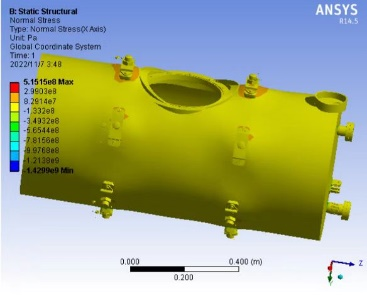 B: Static Structural
Normal Stress
Type: Normal Stress(X Axis)
Unit: Pa
Global Coordinate System
Time: 1
2022/11/7 3:48
5.1515e8 Max
2.9903e8
8.2914e7
-1.332e8
-3.4932e8
-5.6544e8
-7.8156e8
-9.9768e8
-1.2138e9
-1.4299e9 Min
ANSYS
R14.5
0.000
0.400 (m)
0.200
Z